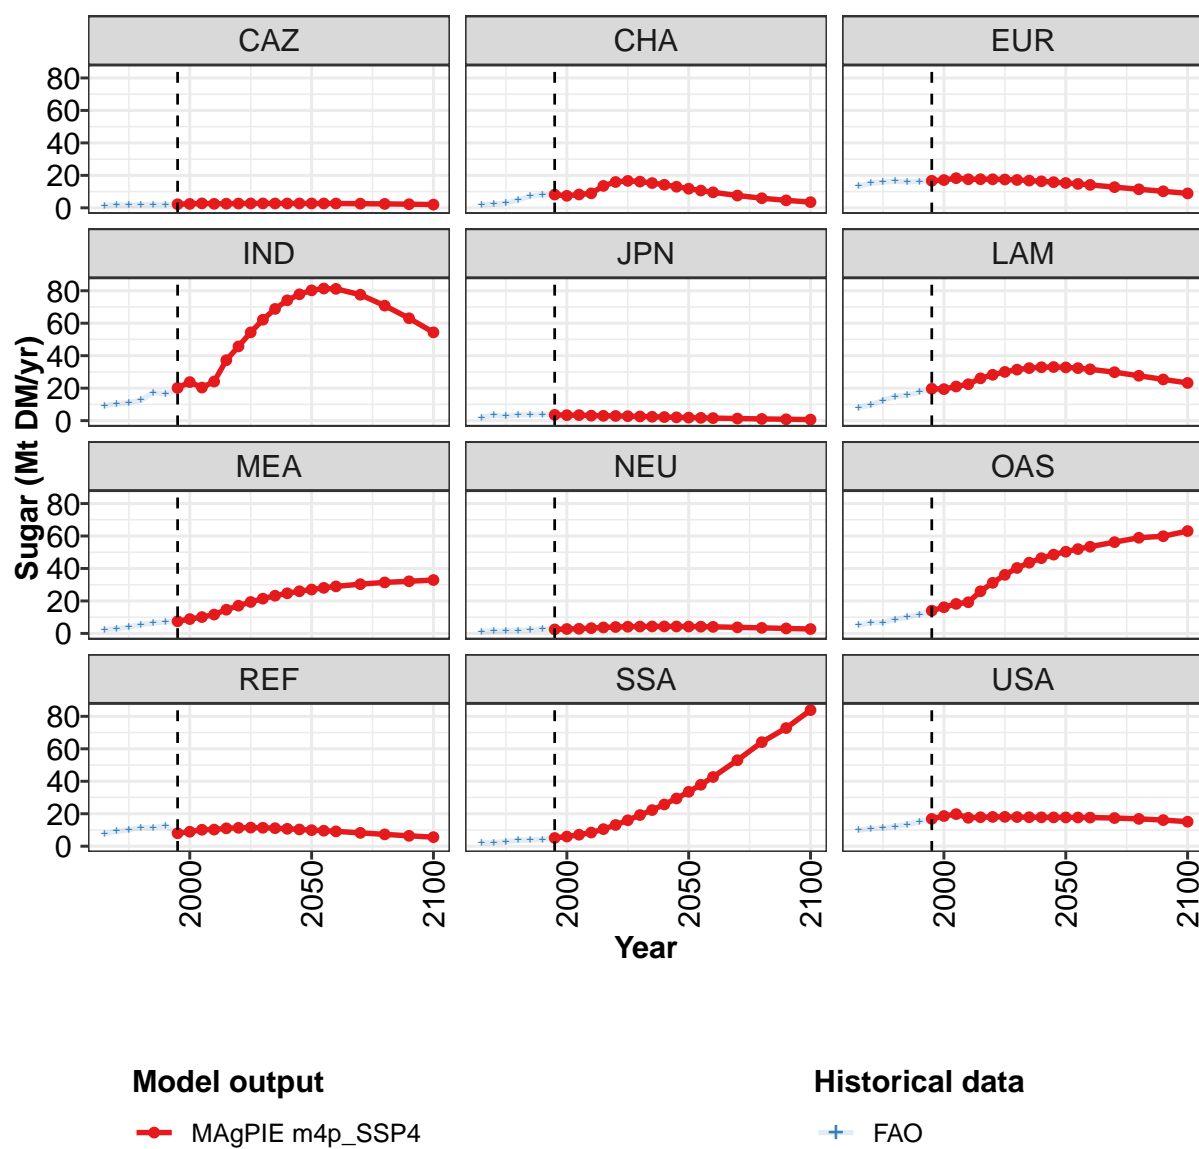 CAZ CHA EUR
80
60
40
20
0
IND JPN LAM
80
60
40
20
0
MEA NEU OAS
80
60
40
20
0
REF SSA USA
80
60
40
20
0
Sugar (Mt DM/yr)
2000 2050 2100 2000 2050 2100 2000 2050 2100
Year
Model output Historical data
MAgPIE m4p_SSP4 FAO